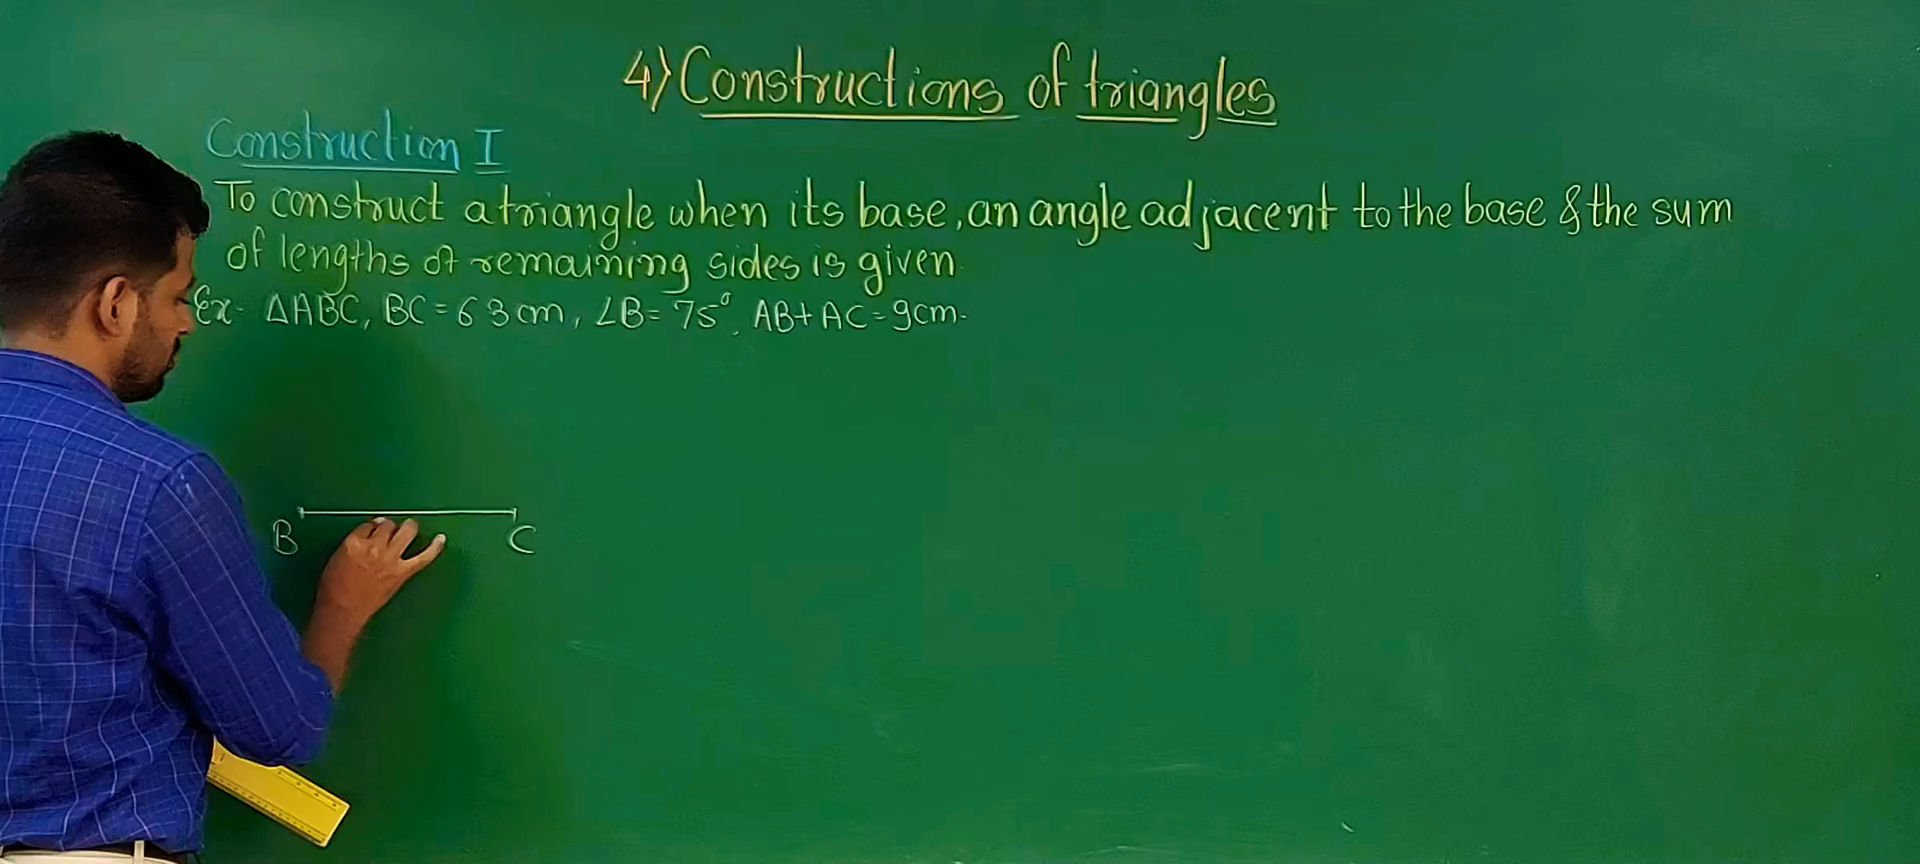 4) Constructions of triangles
Construction I
To construct a triangle when its base, an angle adjacent to the base & the sum
of lengths of remaining sides is given.
Ex- ΔABC, BC = 6 3 cm, ∠B = 75°, AB + AC = 9cm.
B C